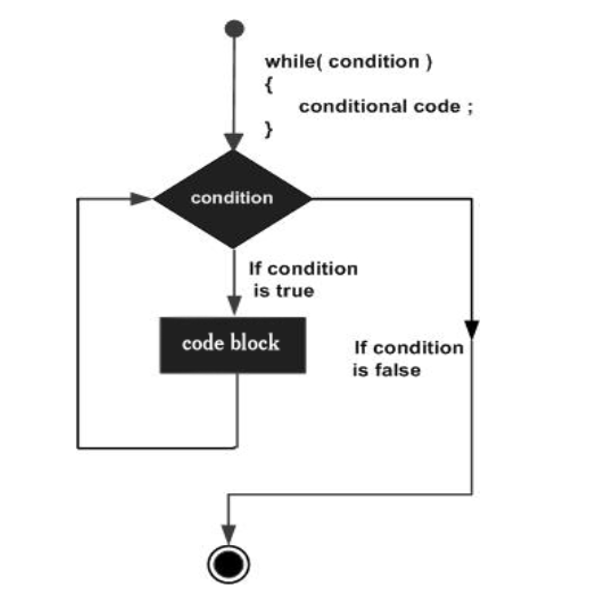 while( condition )
{
conditional code ;
}
condition
If condition
is true
code block
If condition
is false